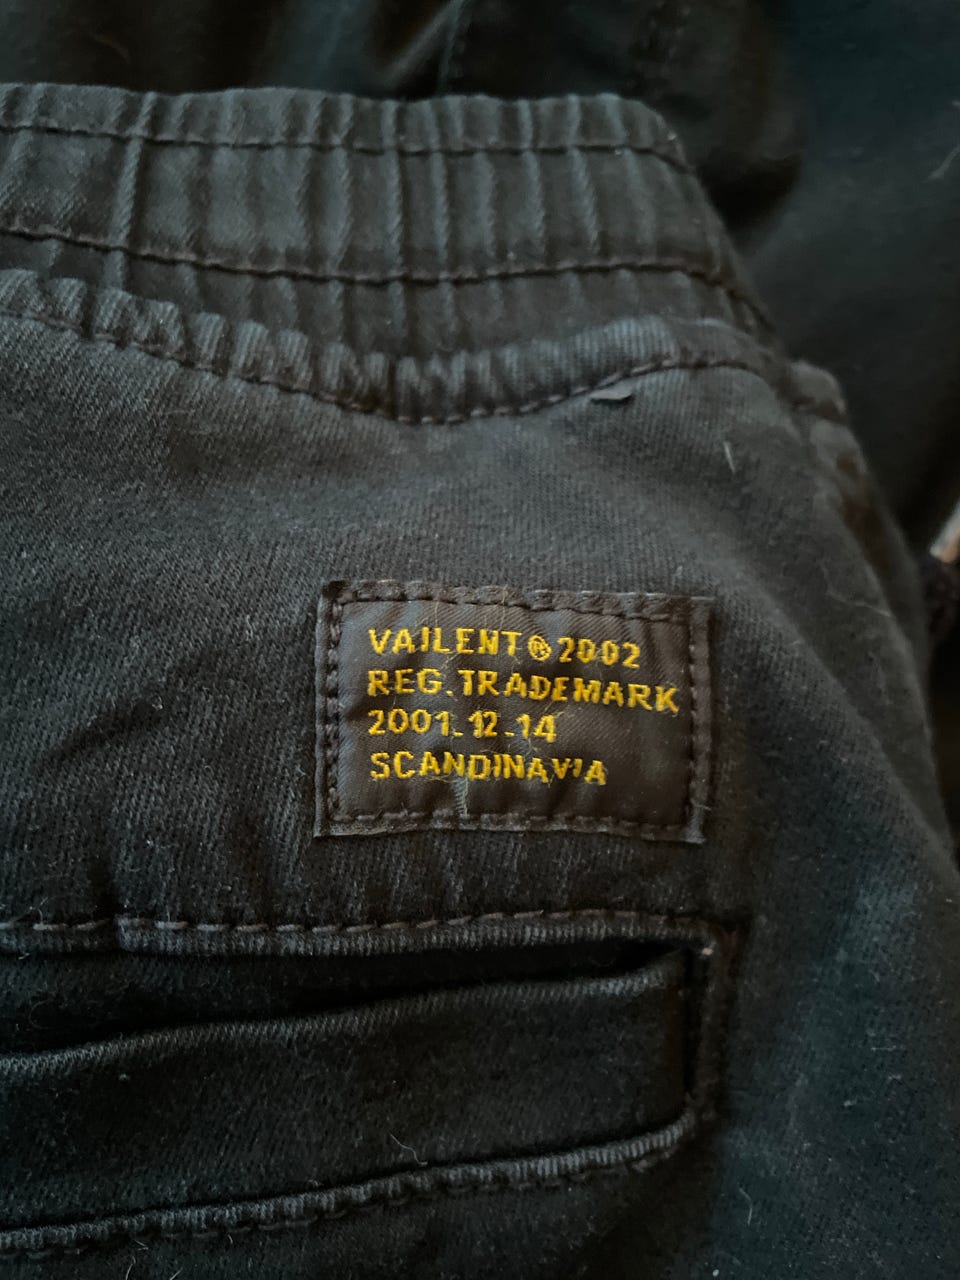 VAILENT® 2002
REG. TRADEMARK
2001.12.14
SCANDINAVIA